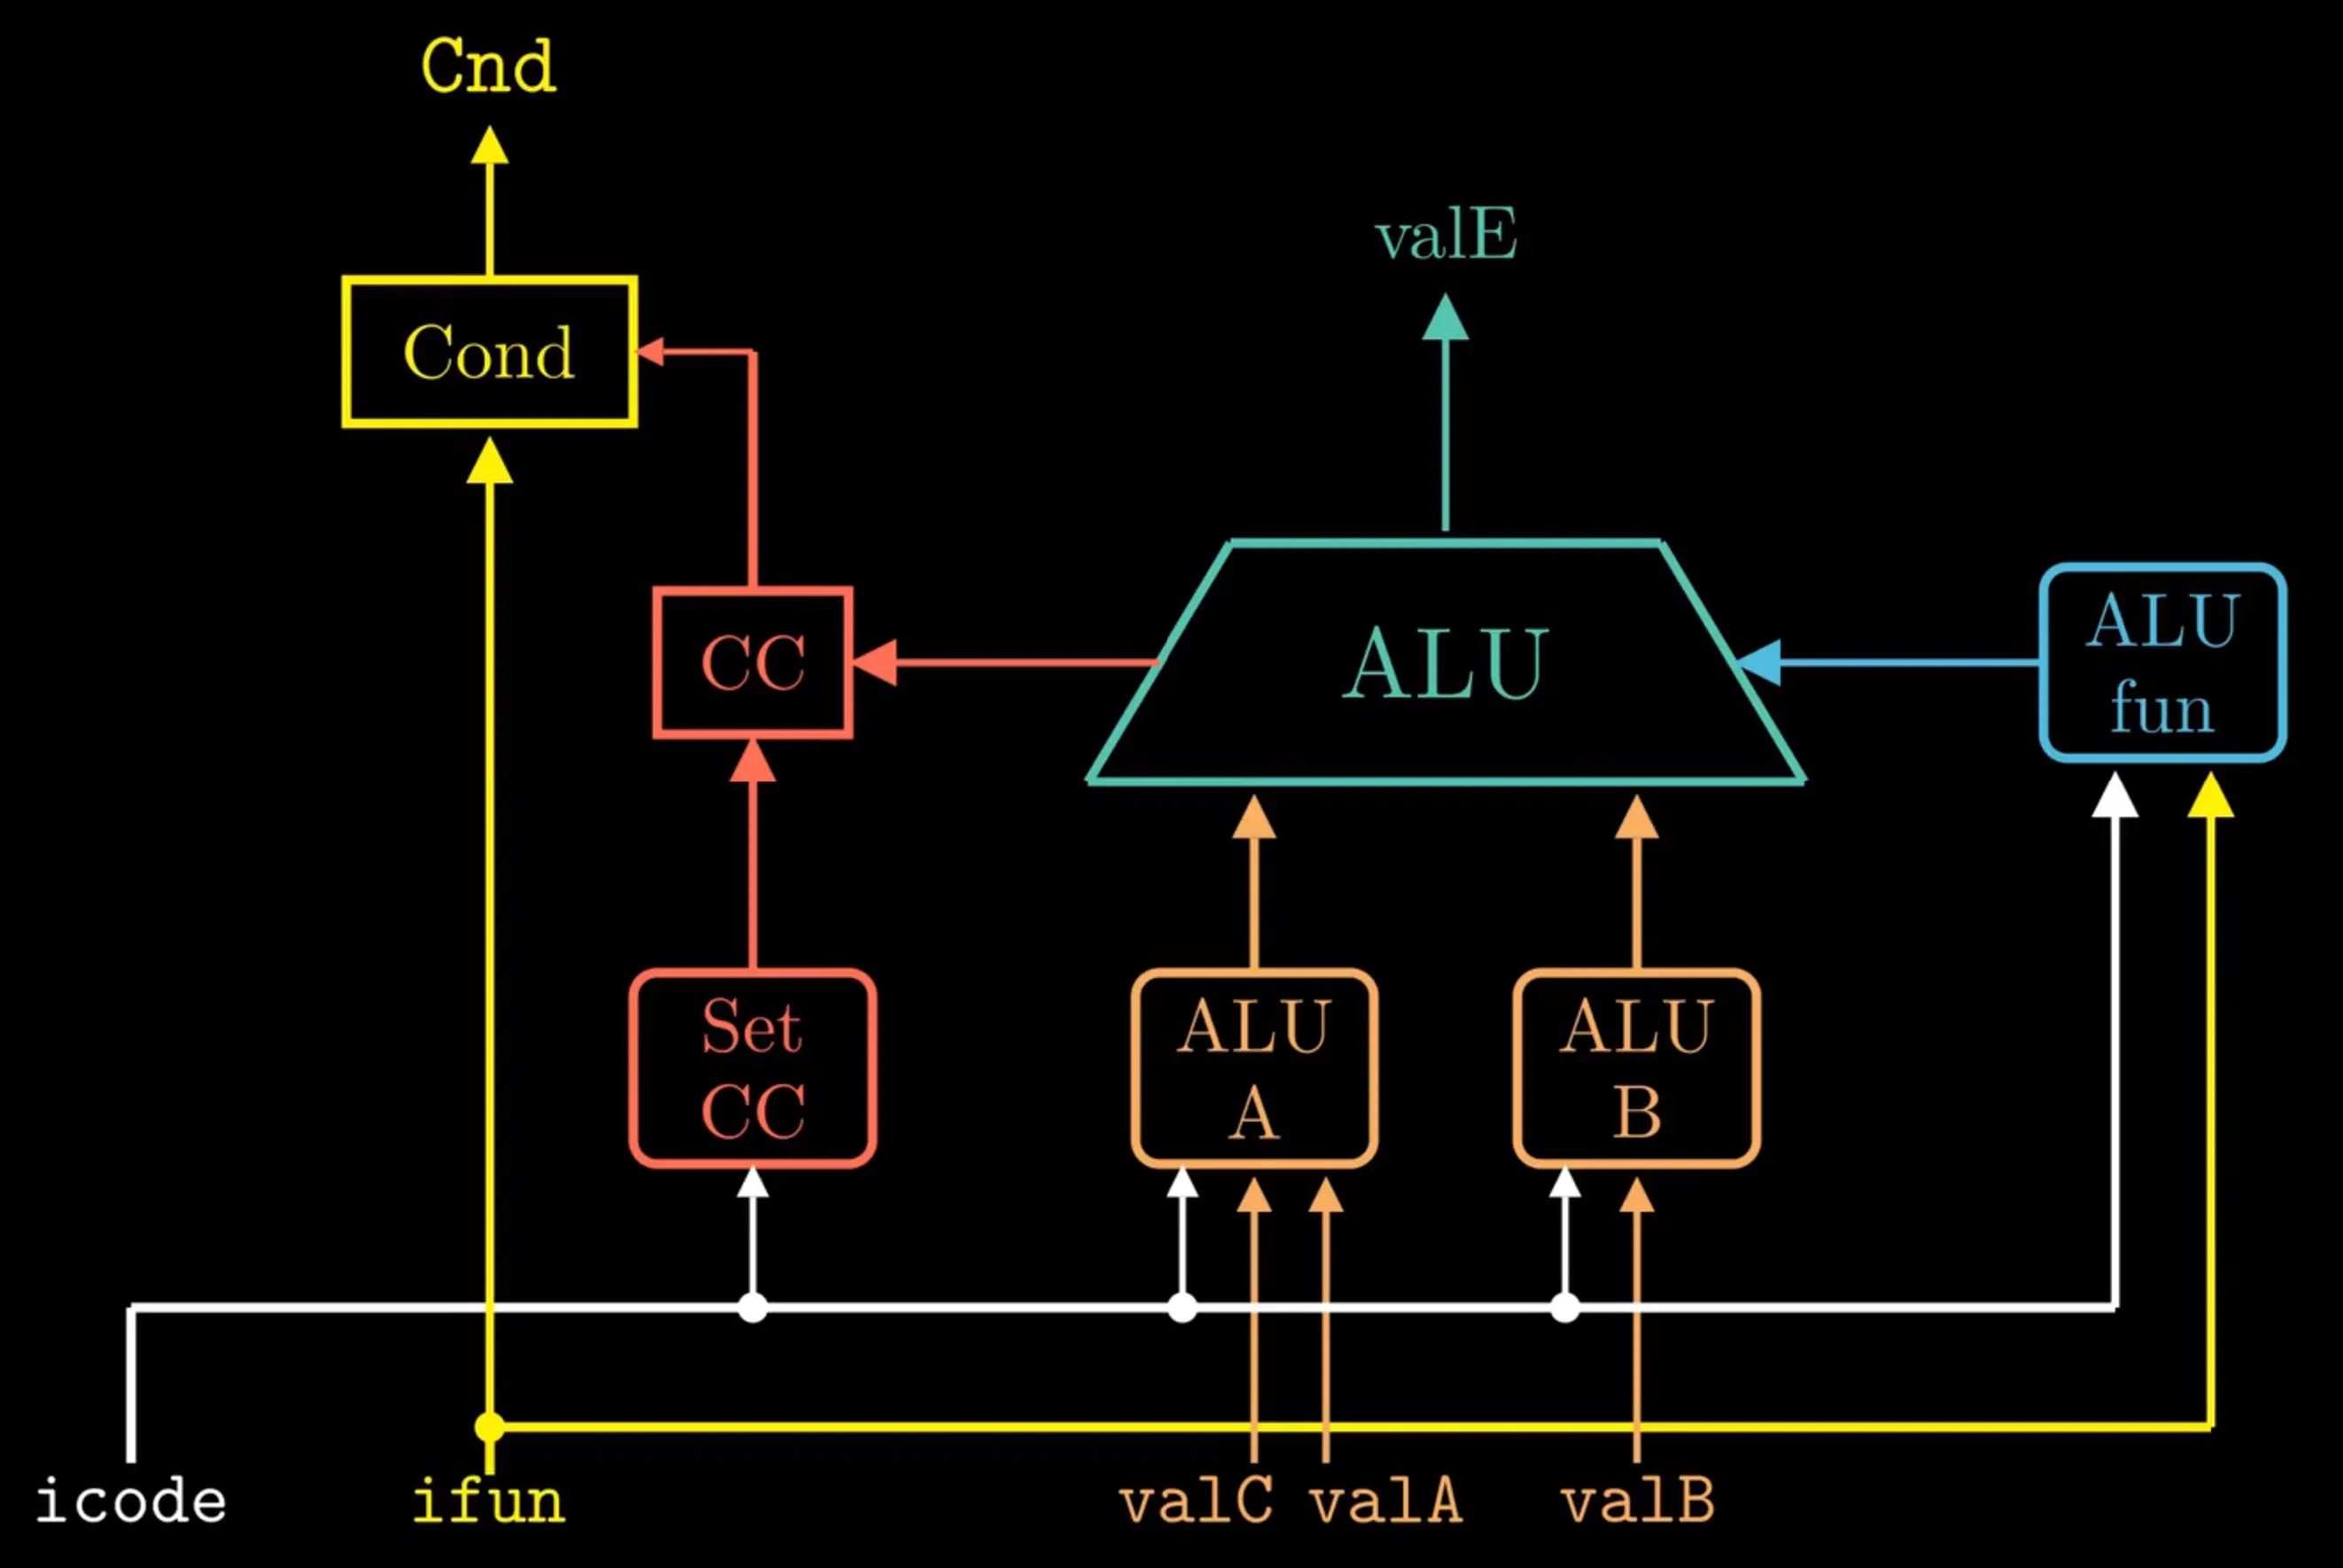 Cnd
valE
Cond
CC
ALU
ALU
fun
Set
CC
ALU
A
ALU
B
icode
ifun
valC
valA
valB